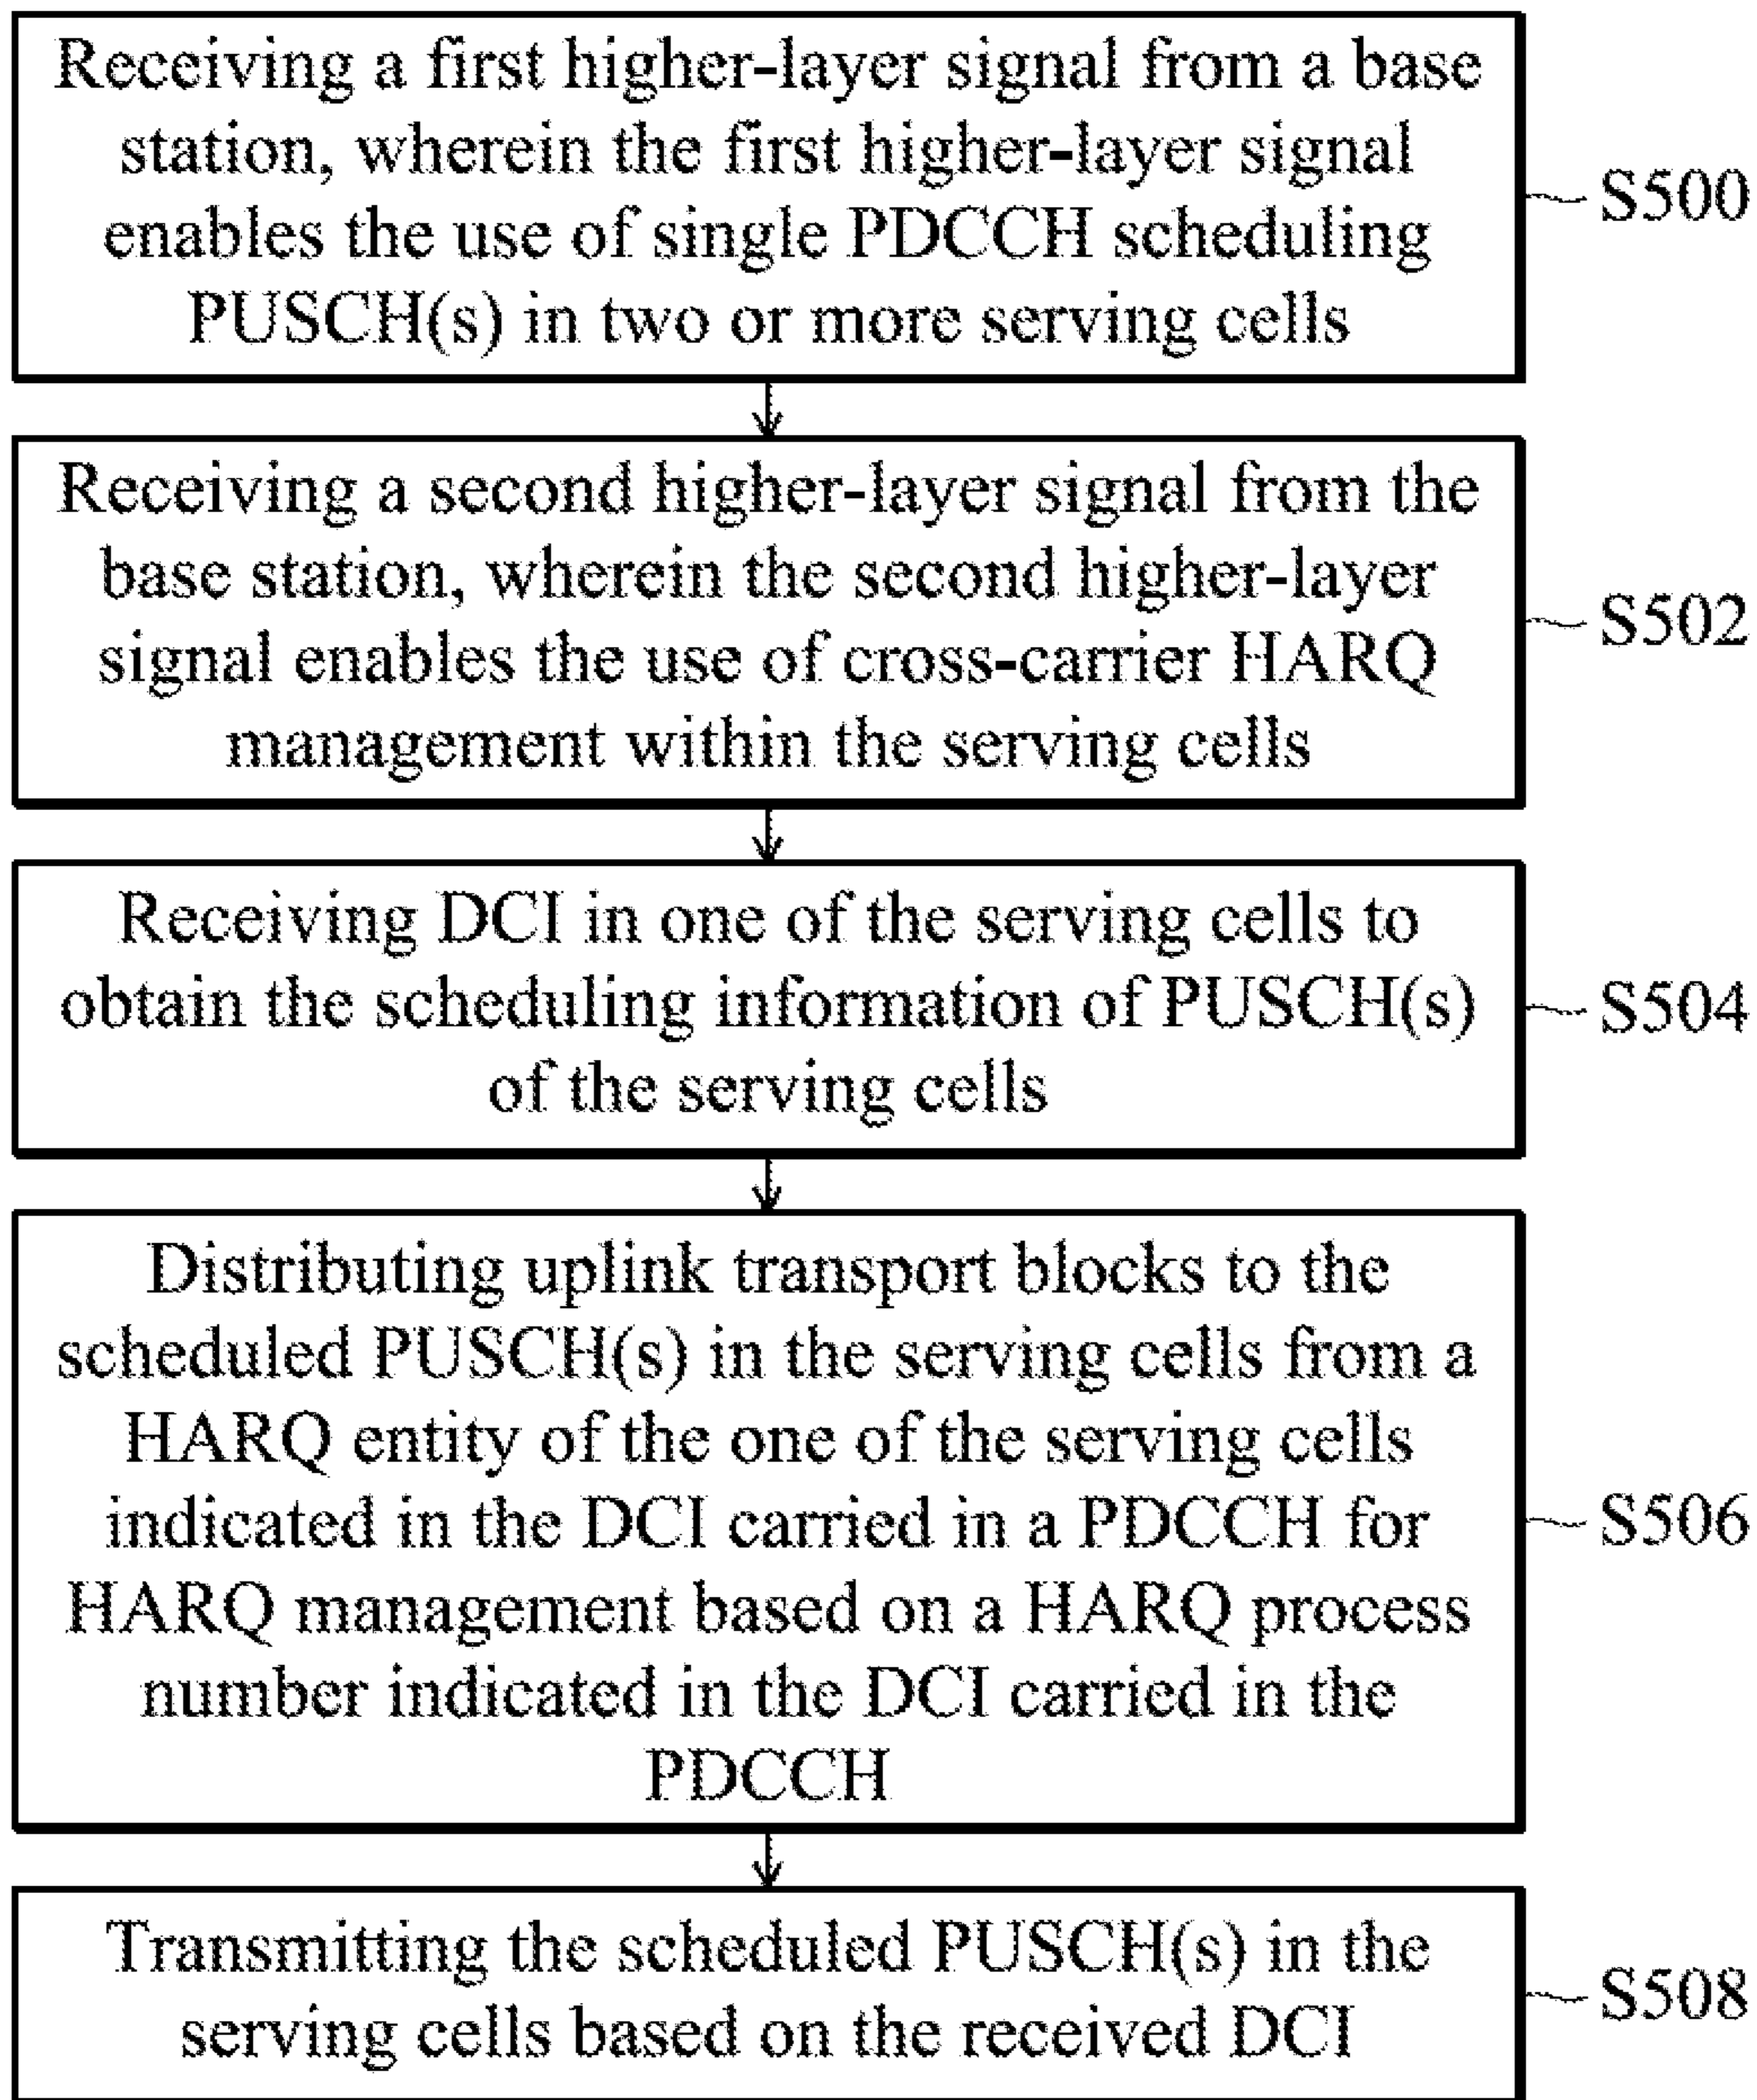 Receiving a first higher-layer signal from a base
station, wherein the first higher-layer signal
enables the use of single PDCCH scheduling
PUSCH(s) in two or more serving cells
S500
Receiving a second higher-layer signal from the
base station, wherein the second higher-layer
signal enables the use of cross-carrier HARQ
management within the serving cells
S502
Receiving DCI in one of the serving cells to
obtain the scheduling information of PUSCH(s)
of the serving cells
S504
Distributing uplink transport blocks to the
scheduled PUSCH(s) in the serving cells from a
HARQ entity of the one of the serving cells
indicated in the DCI carried in a PDCCH for
HARQ management based on a HARQ process
number indicated in the DCI carried in the
PDCCH
S506
Transmitting the scheduled PUSCH(s) in the
serving cells based on the received DCI
S508